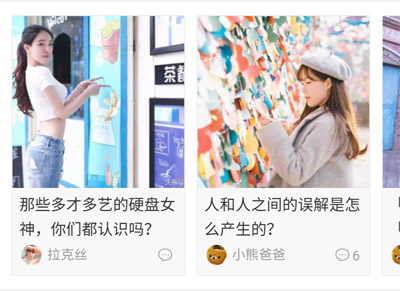 茶餐
那些多才多艺的硬盘女
神，你们都认识吗？
拉克丝
人和人之间的误解是怎
么产生的？
小熊爸爸
6